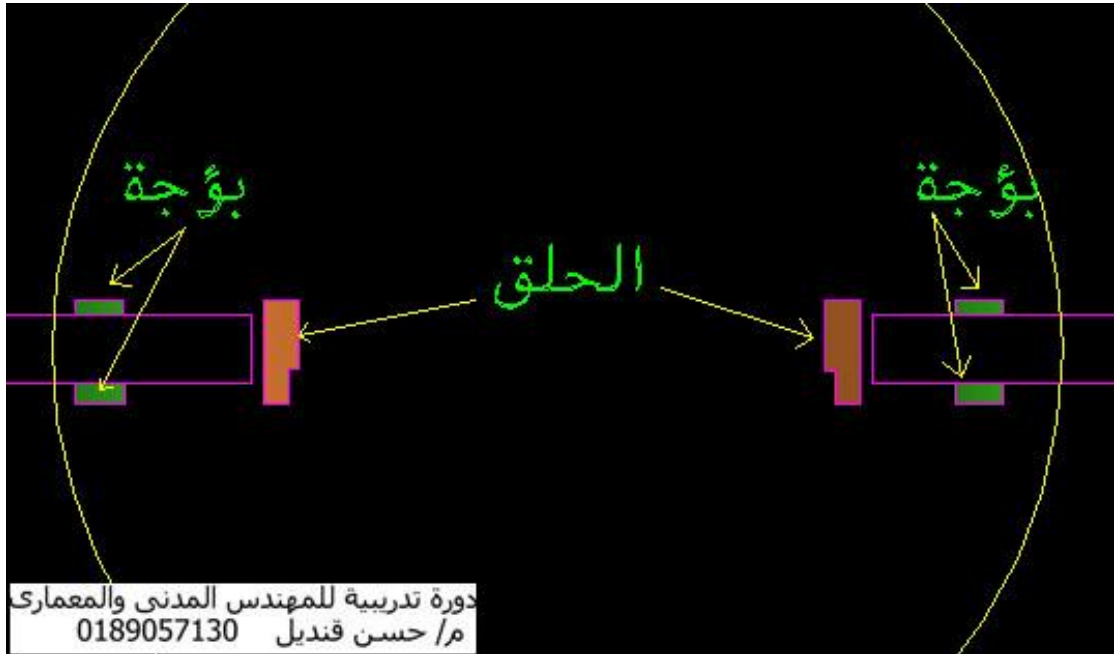 بؤجة
بؤجة
الحلق
دورة تدريبية للمهندس المدنى والمعمارى
م/ حسن قنديل 0189057130